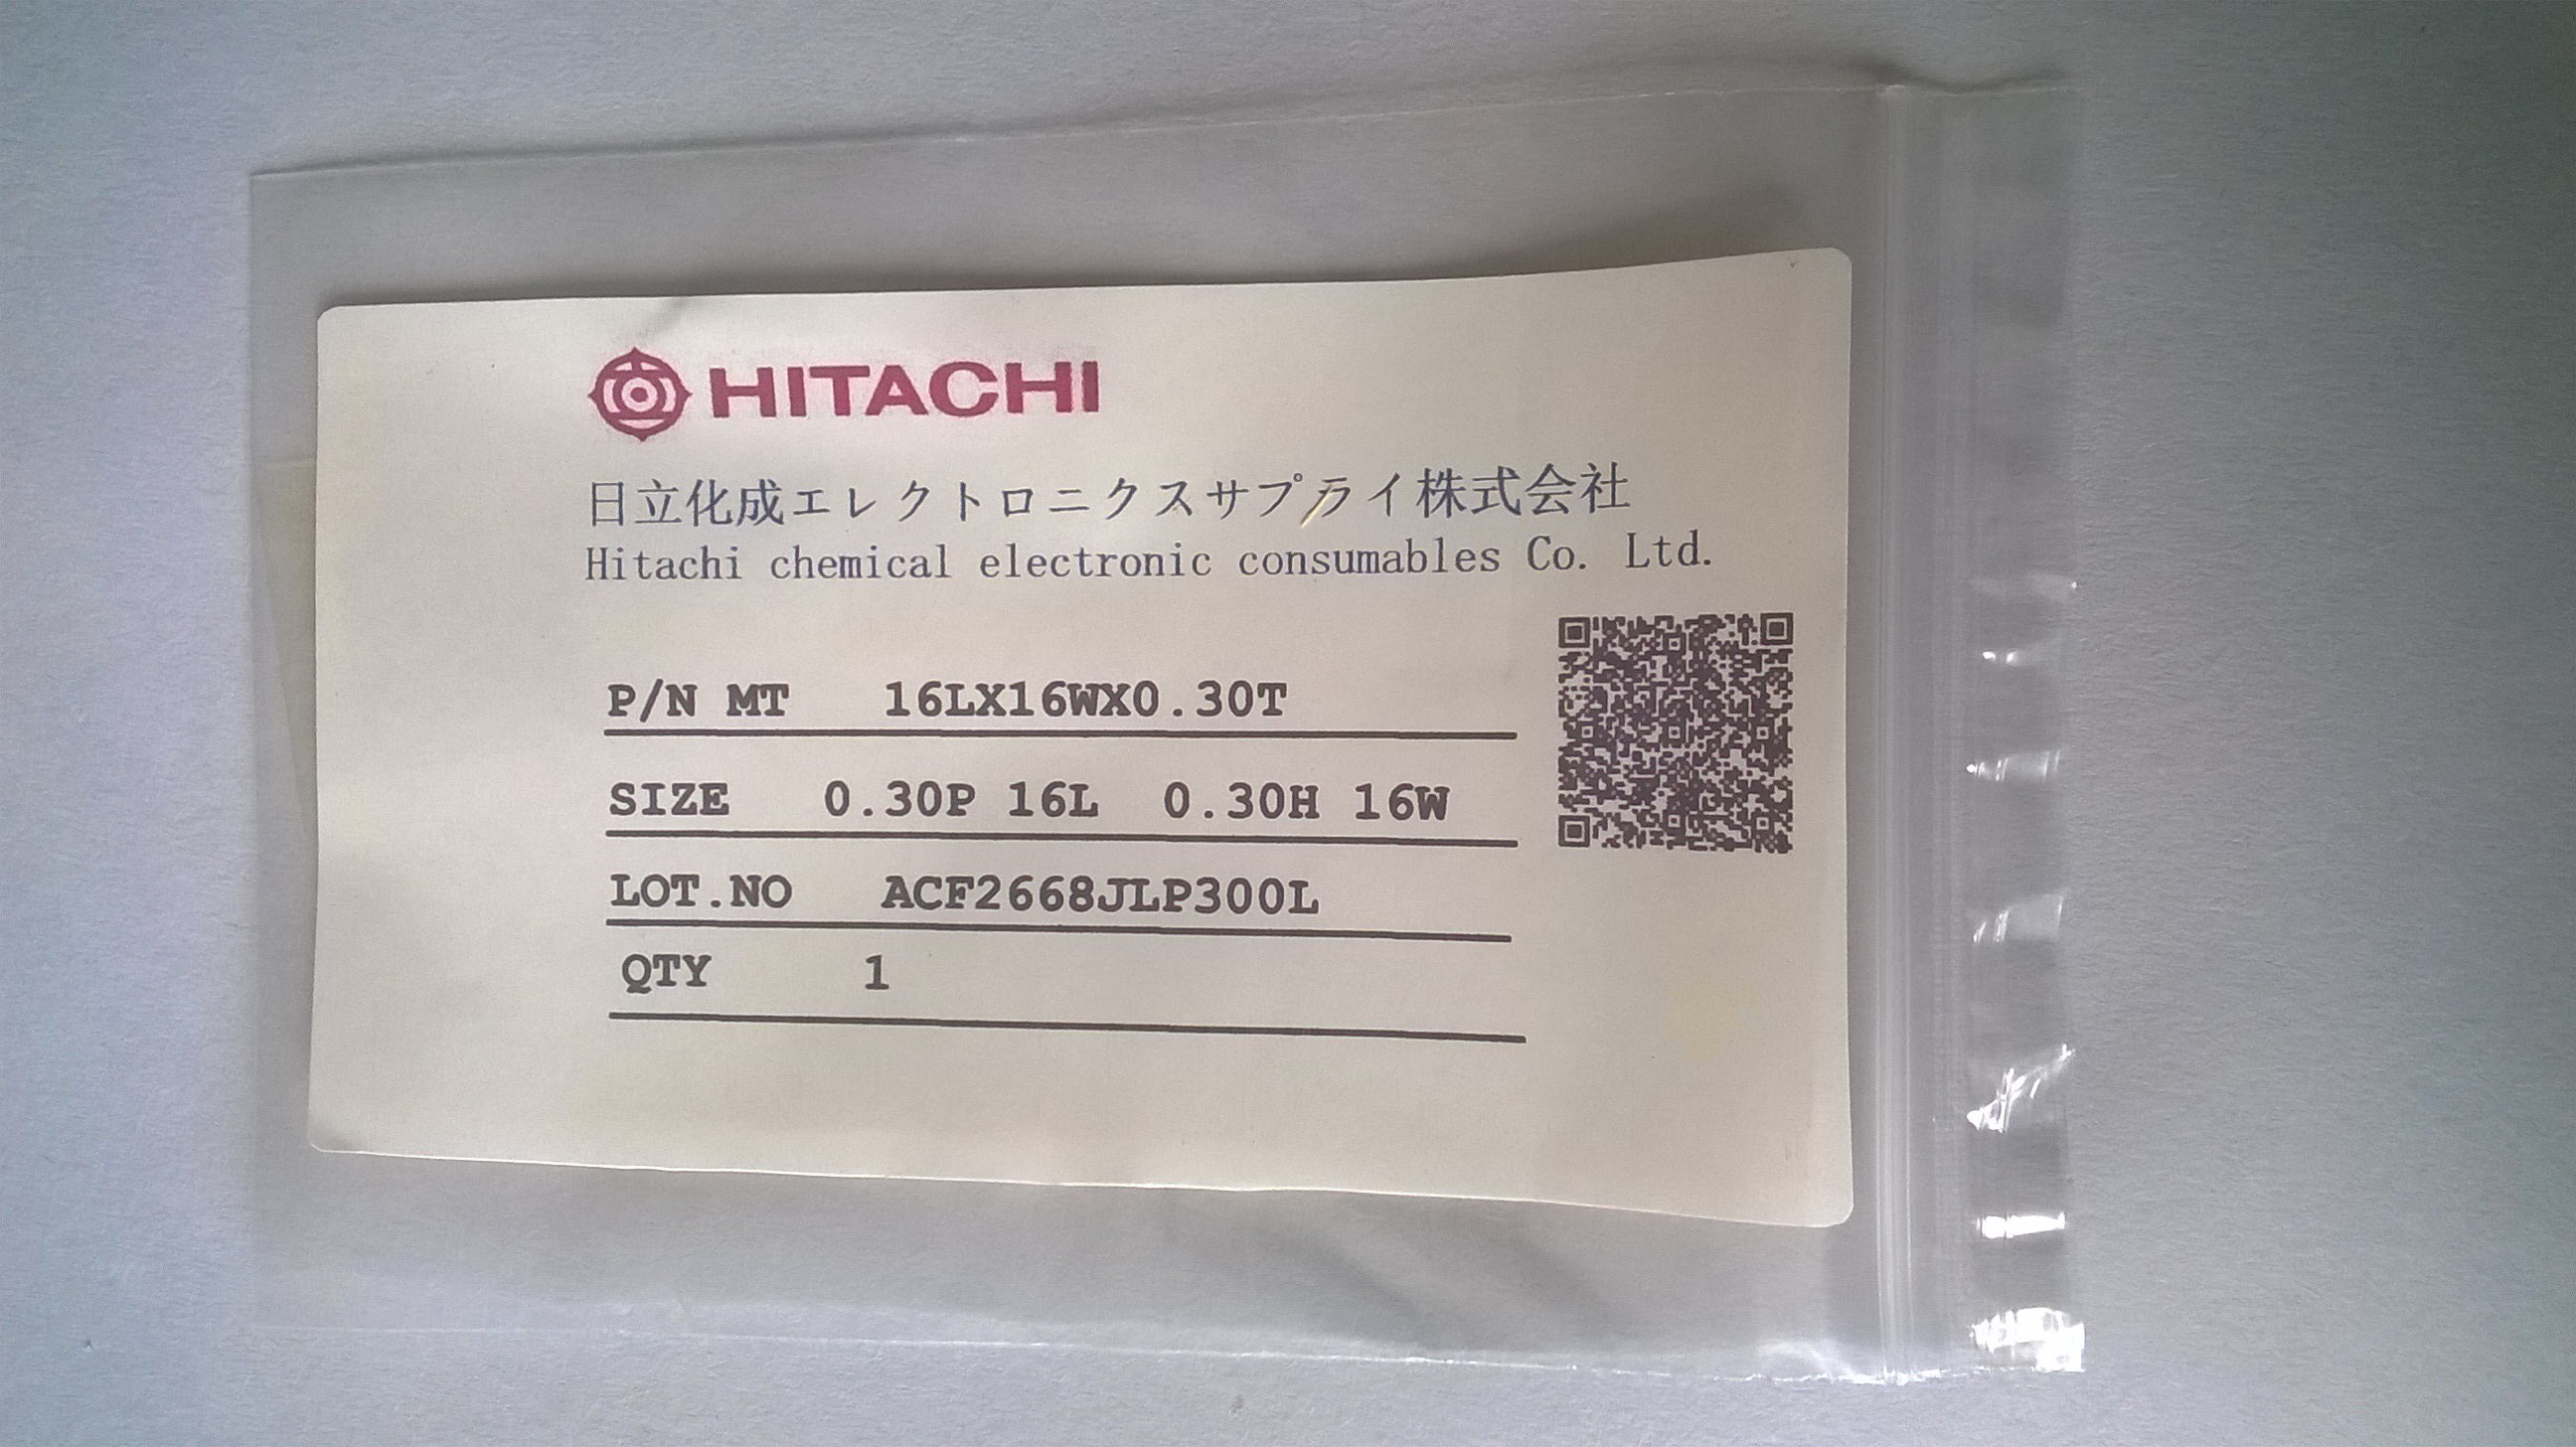 HITACHI
日立化成エレクトロニクスサプライ株式会社
Hitachi chemical electronic consumables Co. Ltd.
P/N MT 16LX16WX0.30T
SIZE 0.30P 16L 0.30H 16W
LOT.NO ACF2668JLP300L
QTY 1